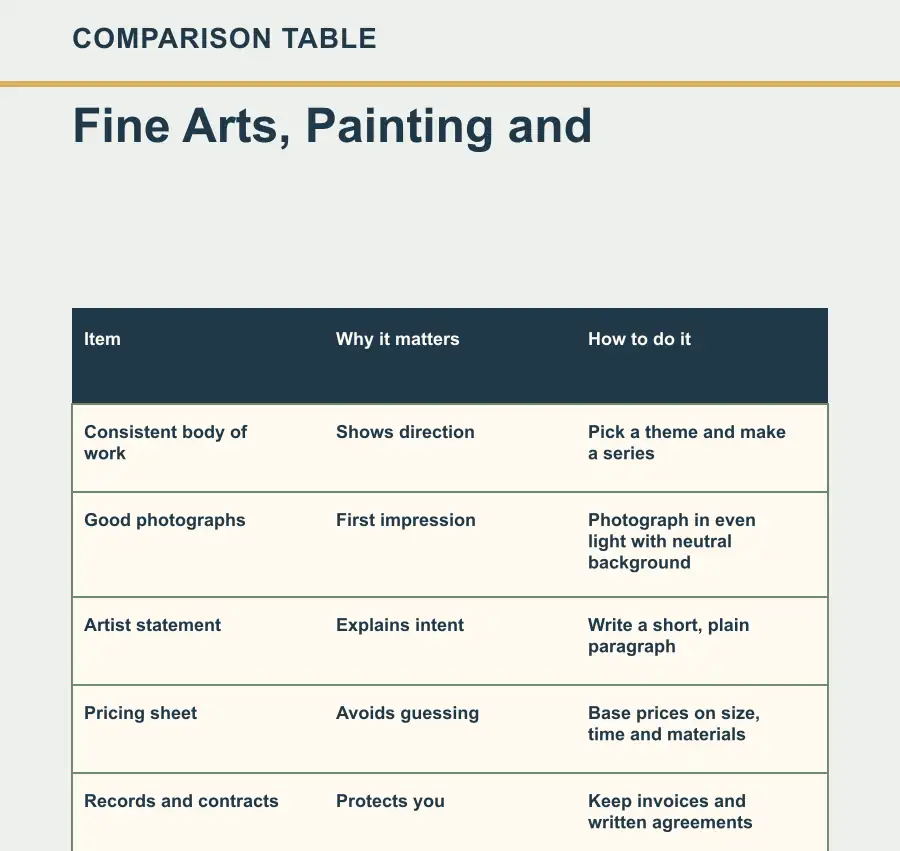 COMPARISON TABLE
Fine Arts, Painting and
Item Why it matters How to do it
Consistent body of Shows direction Pick a theme and make
work a series
Good photographs First impression Photograph in even
light with neutral
background
Artist statement Explains intent Write a short, plain
paragraph
Pricing sheet Avoids guessing Base prices on size,
time and materials
Records and contracts Protects you Keep invoices and
written agreements